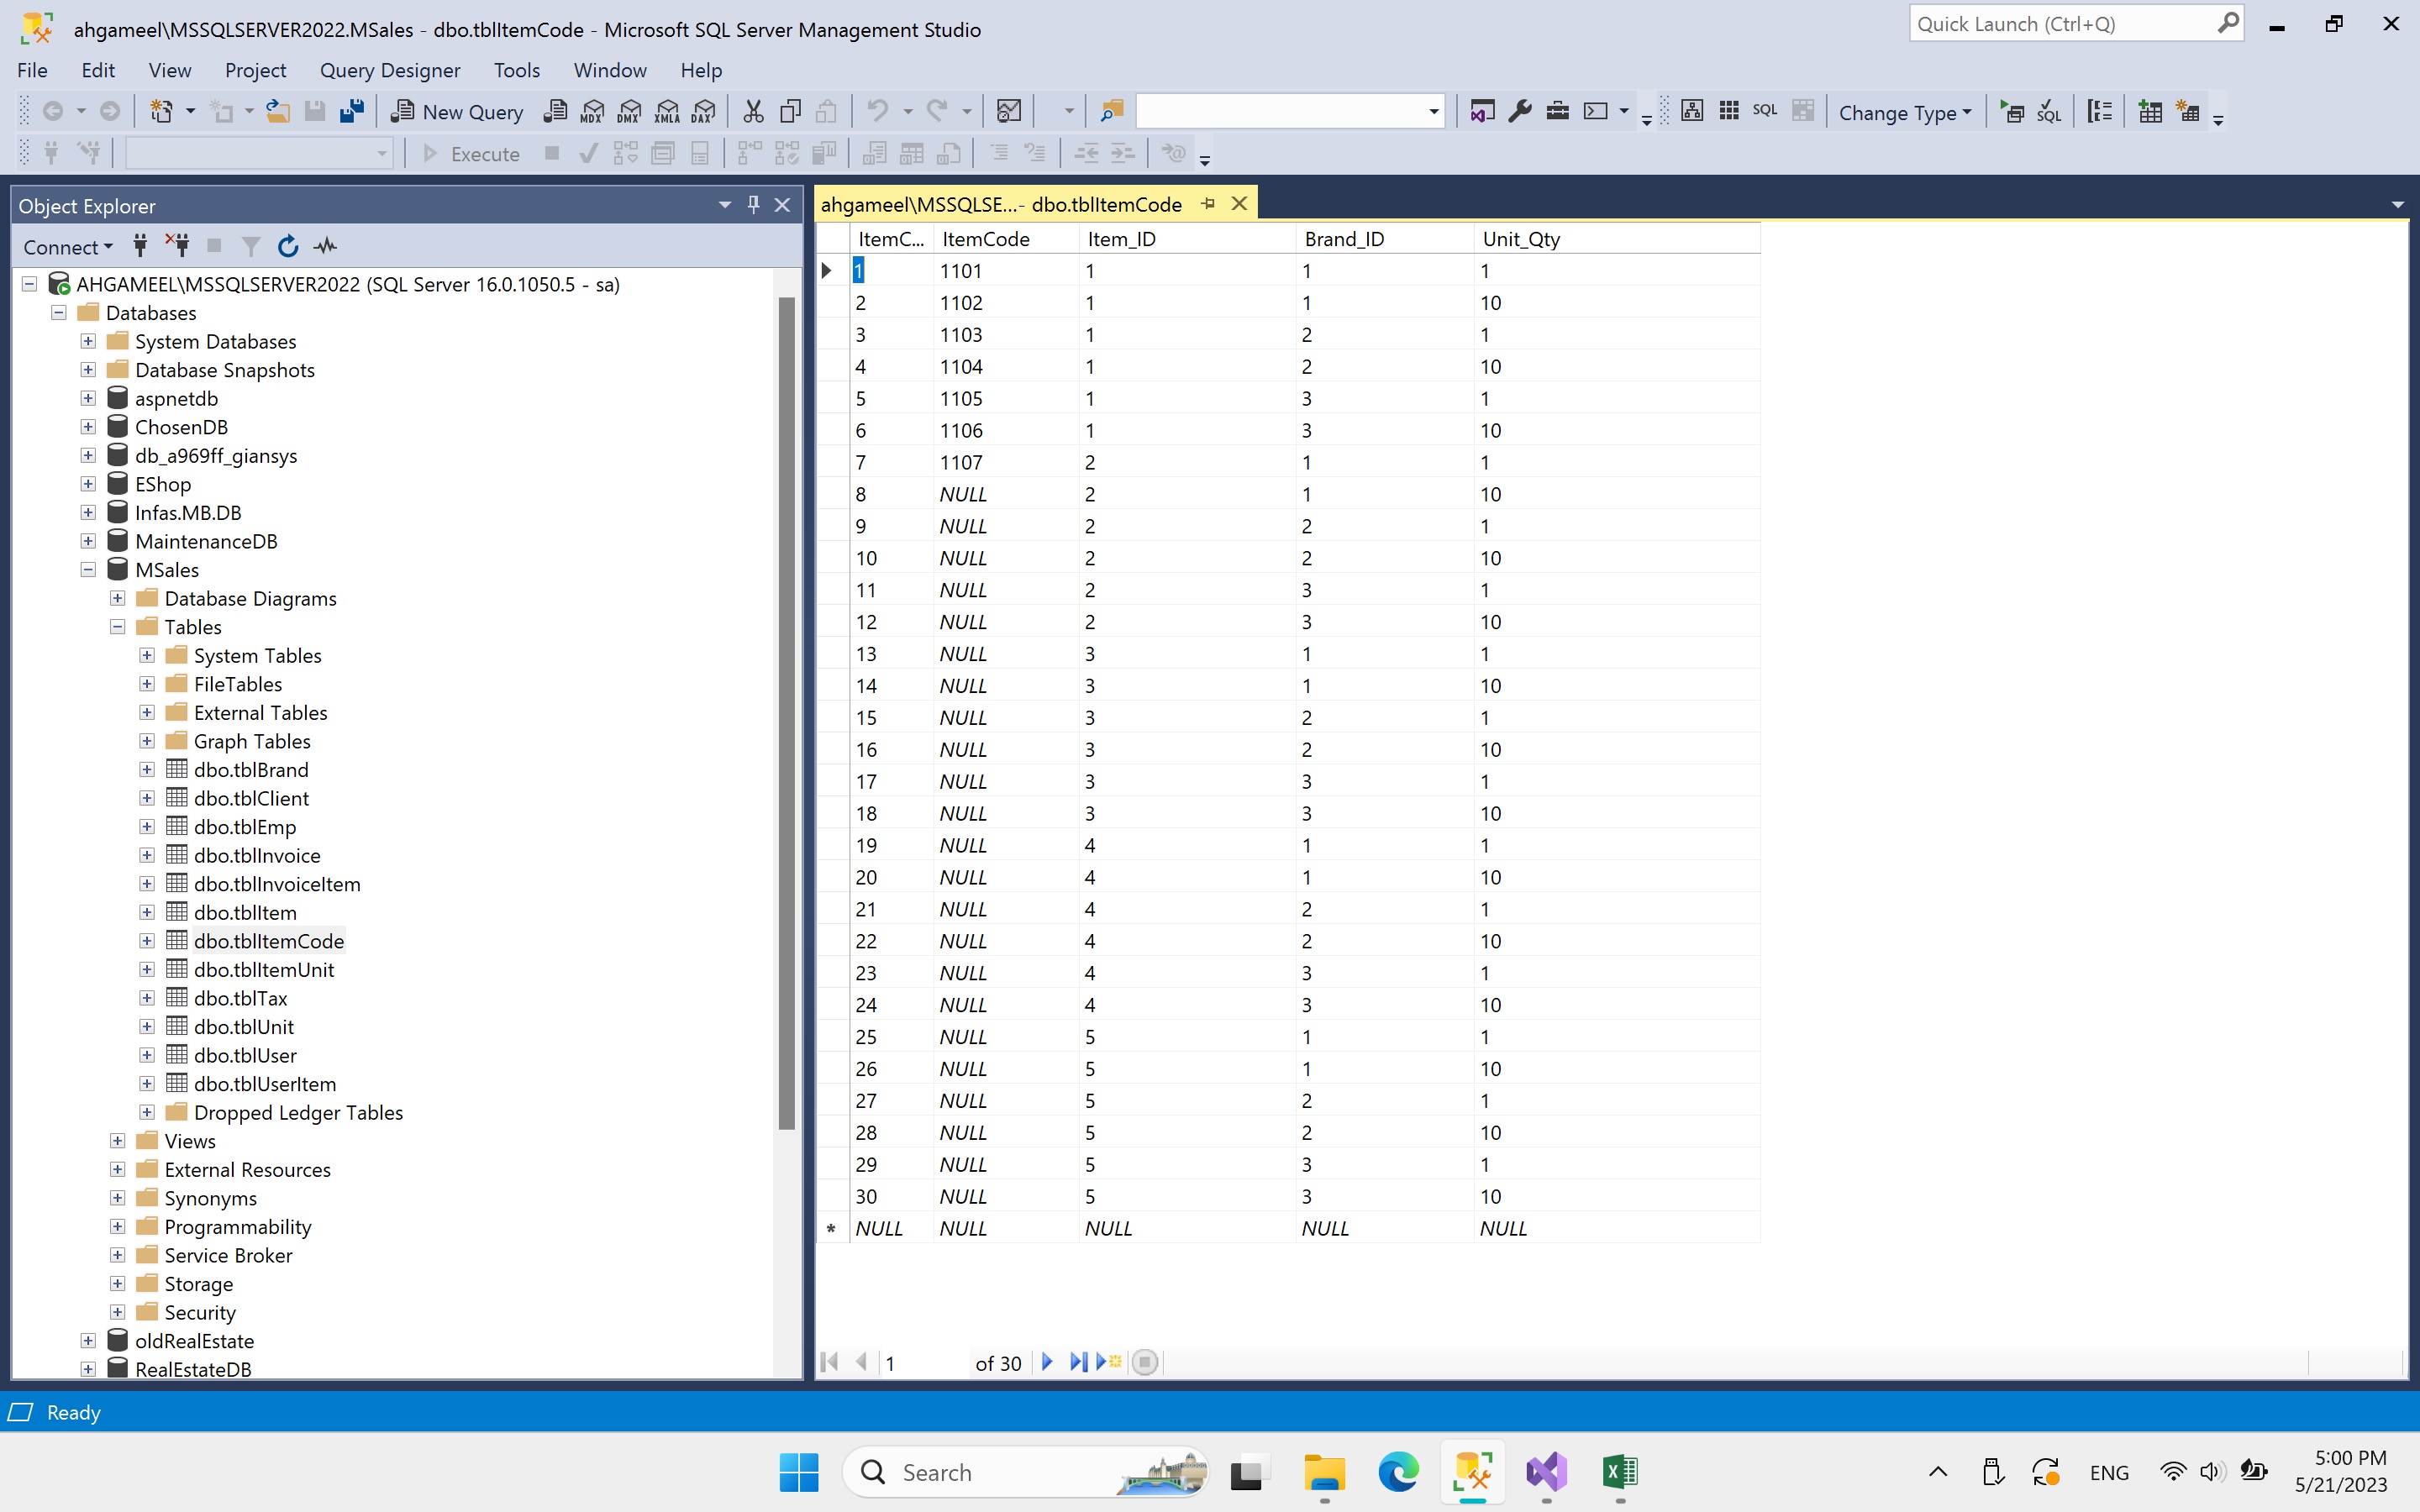 ahgameel\MSSQLSERVER2022.MSales - dbo.tblItemCode - Microsoft SQL Server Management Studio
Quick Launch (Ctrl+Q)
File Edit View Project Query Designer Tools Window Help
New Query MDX DMX XMLA DAX SQL Change Type SQL
Execute
Object Explorer
Connect
AHGAMEEL\MSSQLSERVER2022 (SQL Server 16.0.1050.5 - sa)
Databases
System Databases
Database Snapshots
aspnetdb
ChosenDB
db_a969ff_giansys
EShop
Infas.MB.DB
MaintenanceDB
MSales
Database Diagrams
Tables
System Tables
FileTables
External Tables
Graph Tables
dbo.tblBrand
dbo.tblClient
dbo.tblEmp
dbo.tblInvoice
dbo.tblInvoiceItem
dbo.tblItem
dbo.tblItemCode
dbo.tblItemUnit
dbo.tblTax
dbo.tblUnit
dbo.tblUser
dbo.tblUserItem
Dropped Ledger Tables
Views
External Resources
Synonyms
Programmability
Service Broker
Storage
Security
oldRealEstate
RealEstateDB
ahgameel\MSSQLSE...- dbo.tblItemCode
ItemC... ItemCode Item_ID Brand_ID Unit_Qty
1 1101 1 1 1
2 1102 1 1 10
3 1103 1 2 1
4 1104 1 2 10
5 1105 1 3 1
6 1106 1 3 10
7 1107 2 1 1
8 NULL 2 1 10
9 NULL 2 2 1
10 NULL 2 2 10
11 NULL 2 3 1
12 NULL 2 3 10
13 NULL 3 1 1
14 NULL 3 1 10
15 NULL 3 2 1
16 NULL 3 2 10
17 NULL 3 3 1
18 NULL 3 3 10
19 NULL 4 1 1
20 NULL 4 1 10
21 NULL 4 2 1
22 NULL 4 2 10
23 NULL 4 3 1
24 NULL 4 3 10
25 NULL 5 1 1
26 NULL 5 1 10
27 NULL 5 2 1
28 NULL 5 2 10
29 NULL 5 3 1
30 NULL 5 3 10
* NULL NULL NULL NULL NULL
1 of 30
Ready
Search
ENG
5:00 PM
5/21/2023